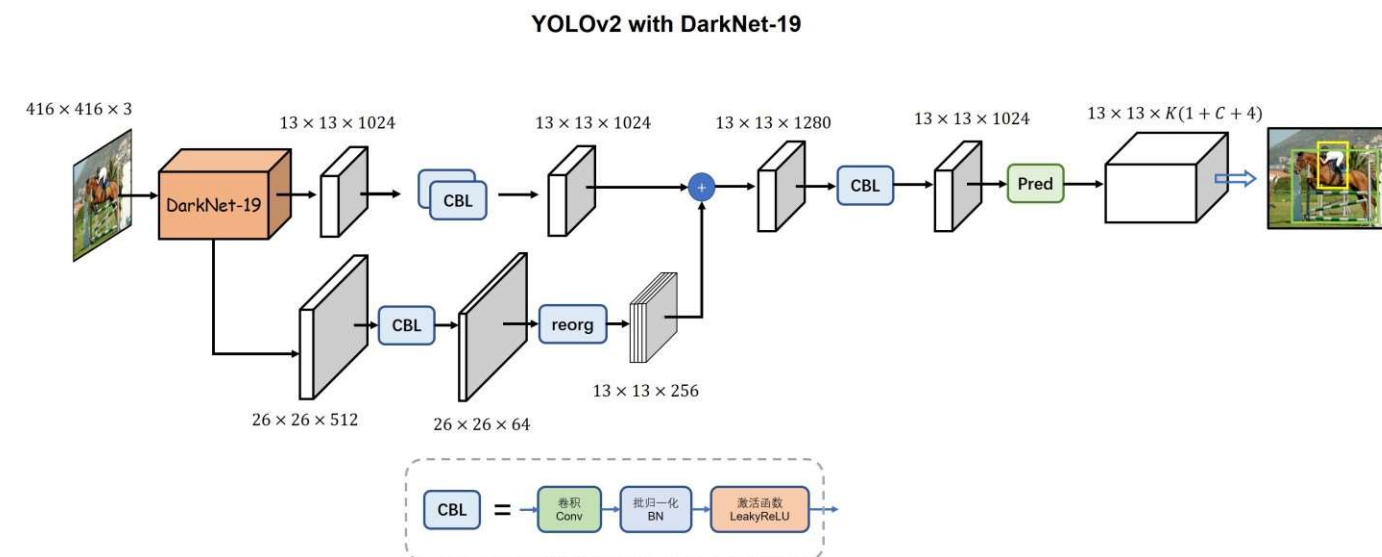 YOLOv2 with DarkNet-19
416 × 416 × 3
13 × 13 × 1024
13 × 13 × 1024
13 × 13 × 1280
13 × 13 × 1024
13 × 13 × K(1 + C + 4)
DarkNet-19
CBL
+
CBL
Pred
CBL
reorg
26 × 26 × 512
26 × 26 × 64
13 × 13 × 256
CBL
=
卷积
Conv
批归一化
BN
激活函数
LeakyReLU